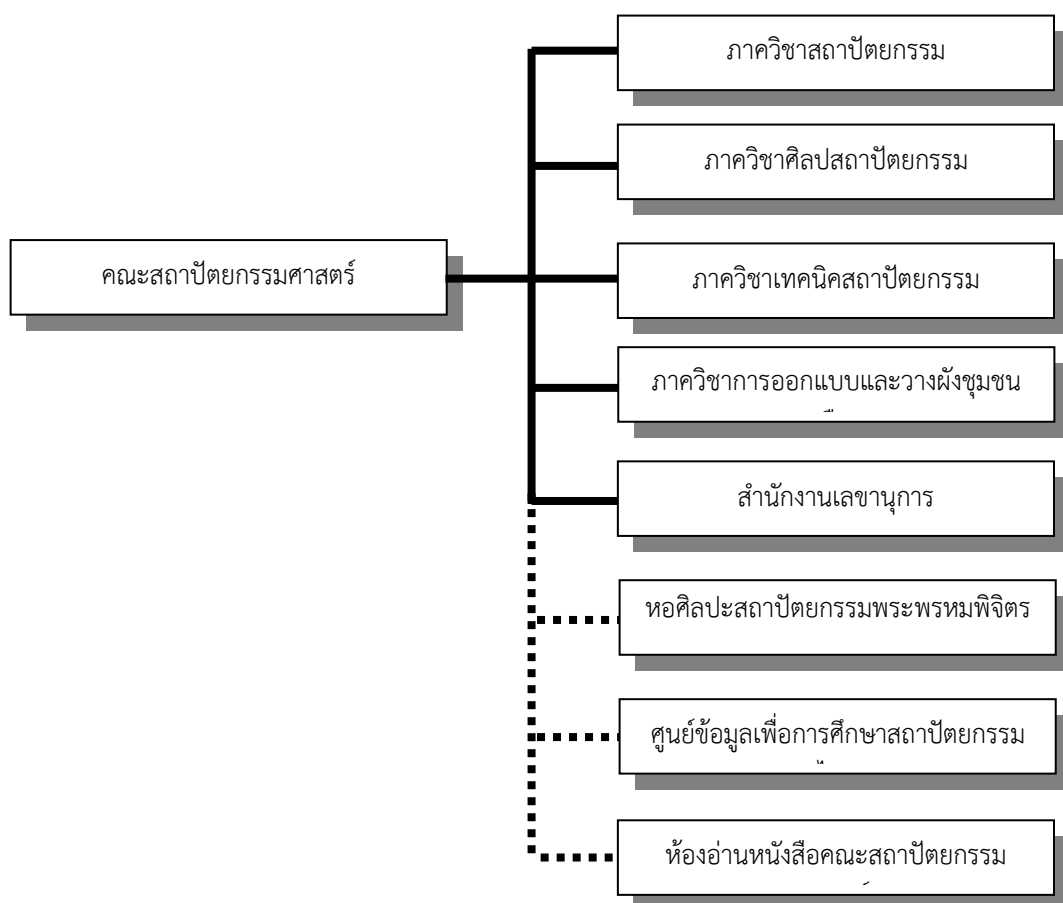 ภาควิชาสถาปัตยกรรม
ภาควิชาศิลปสถาปัตยกรรม
คณะสถาปัตยกรรมศาสตร์
ภาควิชาเทคนิคสถาปัตยกรรม
ภาควิชาการออกแบบและวางผังชุมชน
สำนักงานเลขานุการ
หอศิลปะสถาปัตยกรรมพระพรหมพิจิตร
ศูนย์ข้อมูลเพื่อการศึกษาสถาปัตยกรรม
ห้องอ่านหนังสือคณะสถาปัตยกรรม